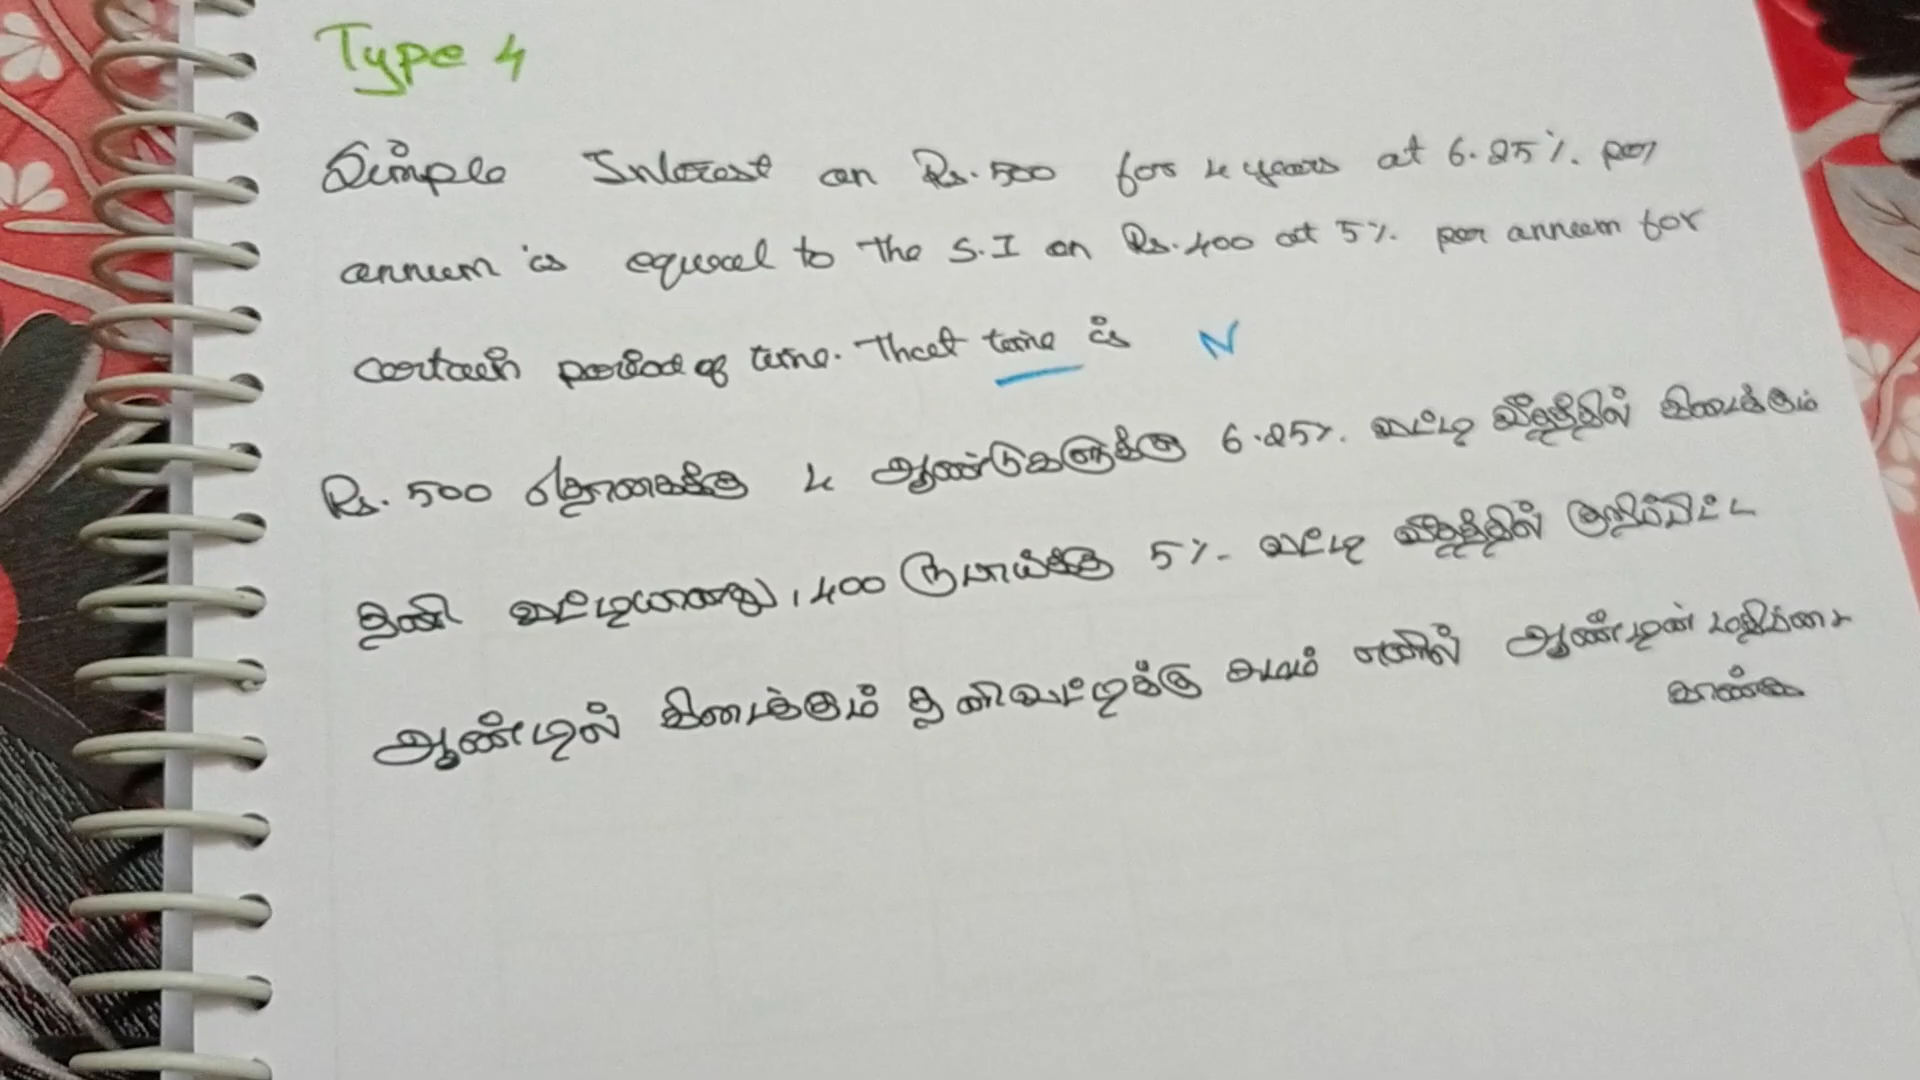 Type 4
Simple Interest on Rs. 500 for 4 years at 6.25%. per
annum is equal to the S.I on Rs. 400 at 5%. per annum for
certain period of time. That time is N
Rs. 500 தொகைக்கு 4 ஆண்டுகளுக்கு 6.25%. வட்டி வீதத்தில் கிடைக்கும்
தனி வட்டியானது, 400 ரூபாய்க்கு 5%. வட்டி வீதத்தில் குறிப்பிட்ட
ஆண்டில் கிடைக்கும் தனிவட்டிக்கு சமம் எனில் ஆண்டின் மதிப்பை
காண்க